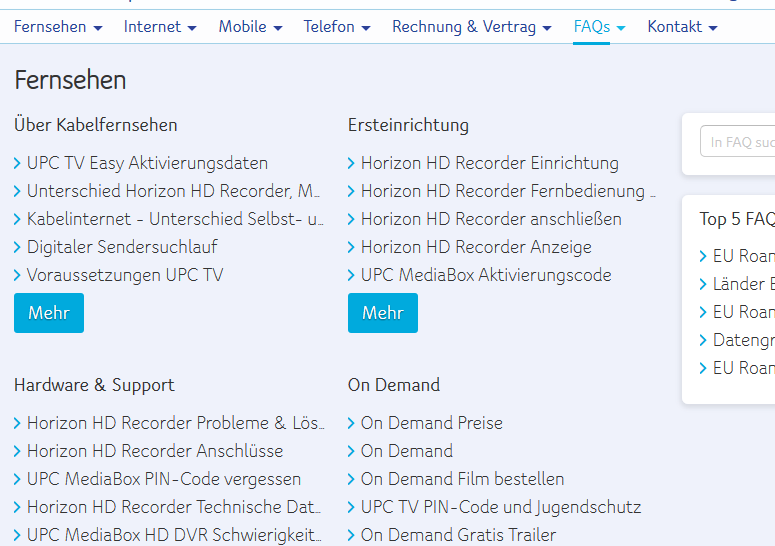 Fernsehen Internet Mobile Telefon Rechnung & Vertrag FAQs Kontakt
Fernsehen
Über Kabelfernsehen
UPC TV Easy Aktivierungsdaten
Unterschied Horizon HD Recorder, M...
Kabelinternet - Unterschied Selbst- u...
Digitaler Sendersuchlauf
Voraussetzungen UPC TV
Mehr
Ersteinrichtung
Horizon HD Recorder Einrichtung
Horizon HD Recorder Fernbedienung ...
Horizon HD Recorder anschließen
Horizon HD Recorder Anzeige
UPC MediaBox Aktivierungscode
Mehr
Hardware & Support
Horizon HD Recorder Probleme & Lös...
Horizon HD Recorder Anschlüsse
UPC MediaBox PIN-Code vergessen
Horizon HD Recorder Technische Dat...
UPC MediaBox HD DVR Schwierigkeit...
On Demand
On Demand Preise
On Demand
On Demand Film bestellen
UPC TV PIN-Code und Jugendschutz
On Demand Gratis Trailer
In FAQ suc
Top 5 FAQ
EU Roam
Länder E
EU Roam
Datengr
EU Roam